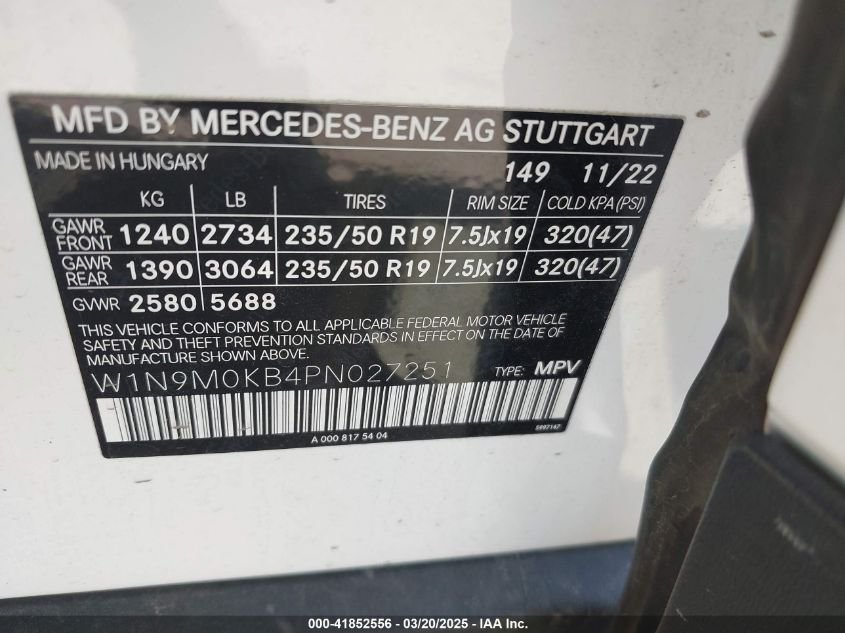 MFD BY MERCEDES-BENZ AG STUTTGART
MADE IN HUNGARY 149 11/22
KG LB TIRES RIM SIZE COLD KPA (PSI)
GAWR FRONT 1240 2734 235/50 R19 7.5Jx19 320(47)
GAWR REAR 1390 3064 235/50 R19 7.5Jx19 320(47)
GVWR 2580 5688
THIS VEHICLE CONFORMS TO ALL APPLICABLE FEDERAL MOTOR VEHICLE
SAFETY AND THEFT PREVENTION STANDARDS IN EFFECT ON THE DATE OF
MANUFACTURE SHOWN ABOVE.
W1N9M0KB4PN027251 TYPE: MPV
A 000 817 54 04
000-41852556 / 03/20/2025 / IAA Inc.